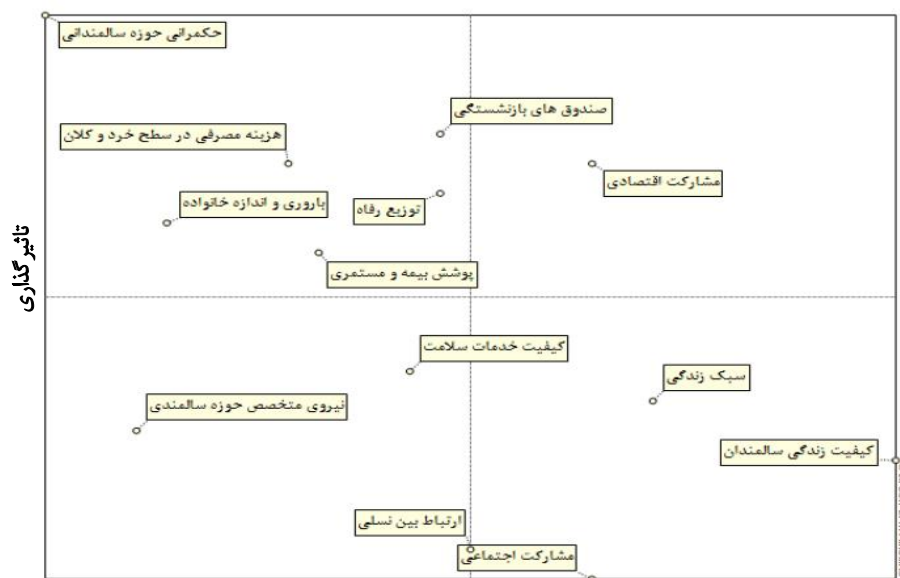 حکمرانی حوزه سالمندانی
صندوق های بازنشستگی
هزینه مصرفی در سطح خرد و کلان
مشارکت اقتصادی
باروری و اندازه خانواده
توزیع رفاه
تاثیرگذاری
پوشش بیمه و مستمری
کیفیت خدمات سلامت
سبک زندگی
نیروی متخصص حوزه سالمندی
کیفیت زندگی سالمندان
ارتباط بین نسلی
مشارکت اجتماعی